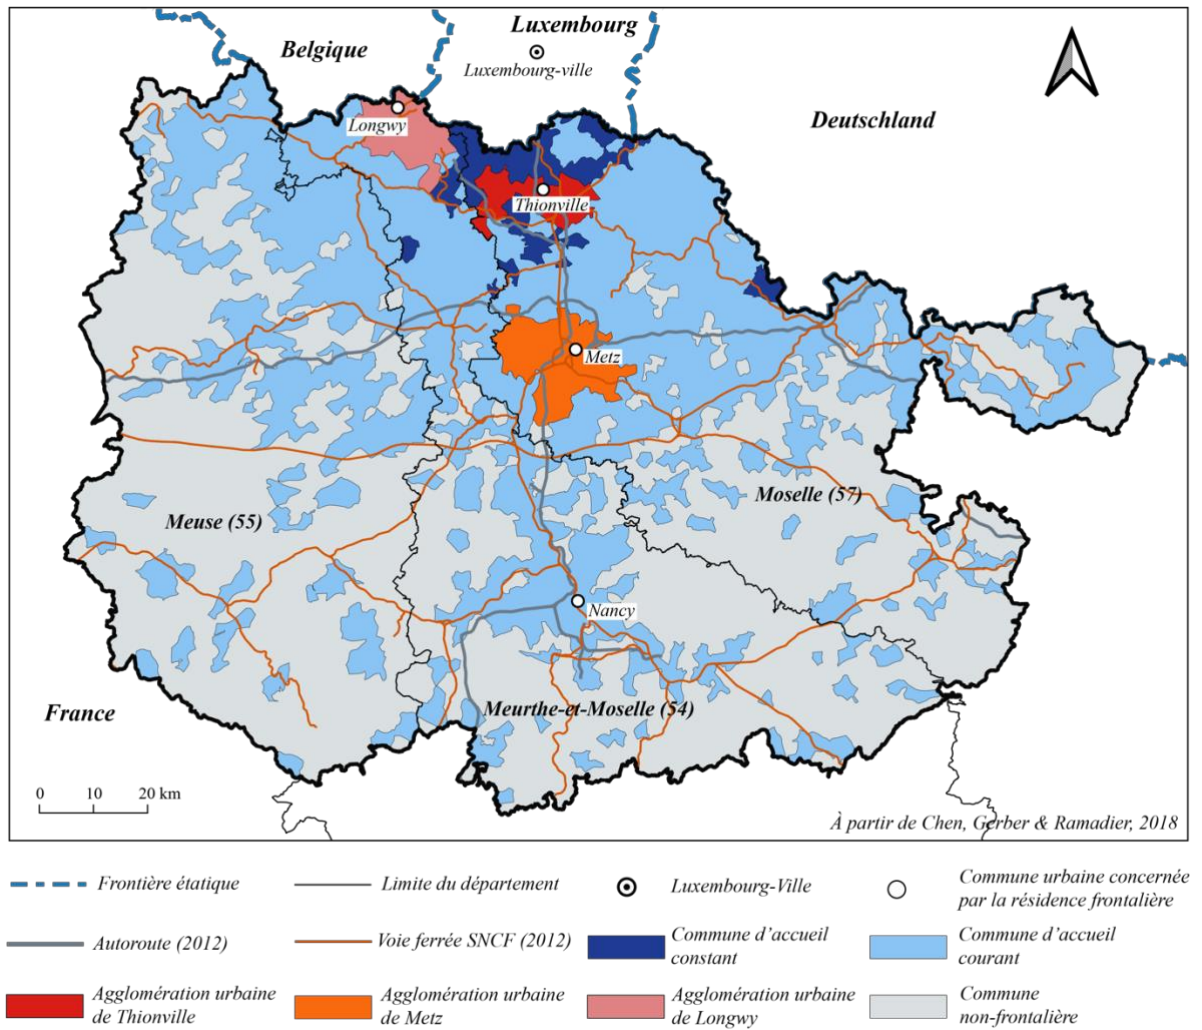 Luxembourg
Belgique
Luxembourg-ville
Deutschland
Longwy
Thionville
Metz
Moselle (57)
Meuse (55)
Nancy
France
Meurthe-et-Moselle (54)
0 10 20 km
À partir de Chen, Gerber & Ramadier, 2018
Frontière étatique
Limite du département
Luxembourg-Ville
Commune urbaine concernée
par la résidence frontalière
Autoroute (2012)
Voie ferrée SNCF (2012)
Commune d’accueil
constant
Commune d’accueil
courant
Agglomération urbaine
de Thionville
Agglomération urbaine
de Metz
Agglomération urbaine
de Longwy
Commune
non-frontalière